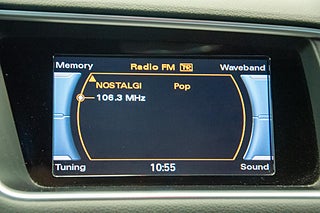 Memory Radio FM TP Waveband
NOSTALGI Pop
106.3 MHz
Tuning 10:55 Sound